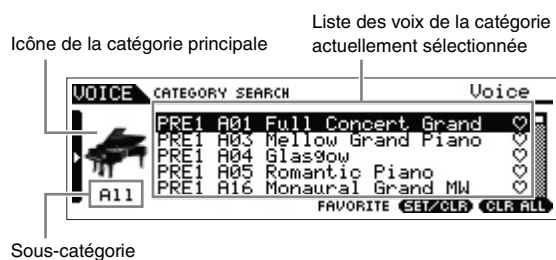 Liste des voix de la catégorie
actuellement sélectionnée
Icône de la catégorie principale
VOICE CATEGORY SEARCH Voice
PRE1 A01 Full Concert Grand
PRE1 A03 Mellow Grand Piano
PRE1 A04 Glasgow
PRE1 A05 Romantic Piano
PRE1 A16 Monaural Grand MW
All
FAVORITE SET/CLR CLR ALL
Sous-catégorie